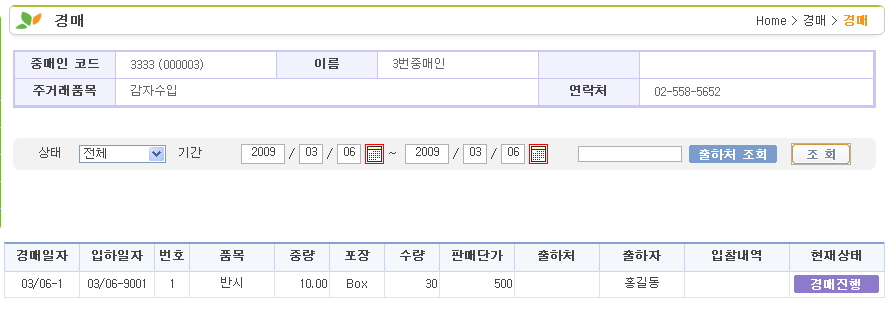 경매
Home > 경매 > 경매
중매인 코드 3333 (000003) 이름 3번중매인
주거래품목 감자수입 연락처 02-558-5652
상태 전체 기간 2009 / 03 / 06 ~ 2009 / 03 / 06 출하처 조회 조 회
경매일자 입하일자 번호 품목 중량 포장 수량 판매단가 출하처 출하자 입찰내역 현재상태
03/06-1 03/06-9001 1 반시 10.00 Box 30 500 홍길동 경매진행